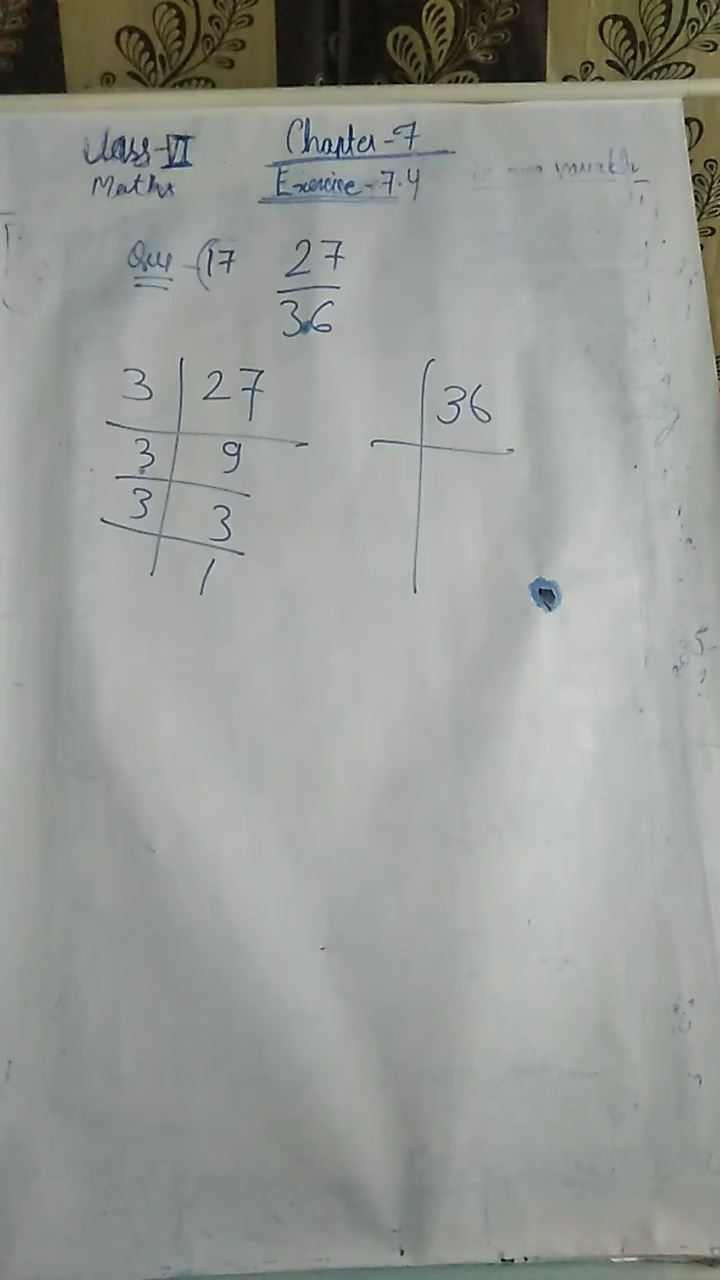 Class-VI Chapter-7
Maths Exercise-7.4
Que-(17 27
36
3 27 36
3 9
3 3
1